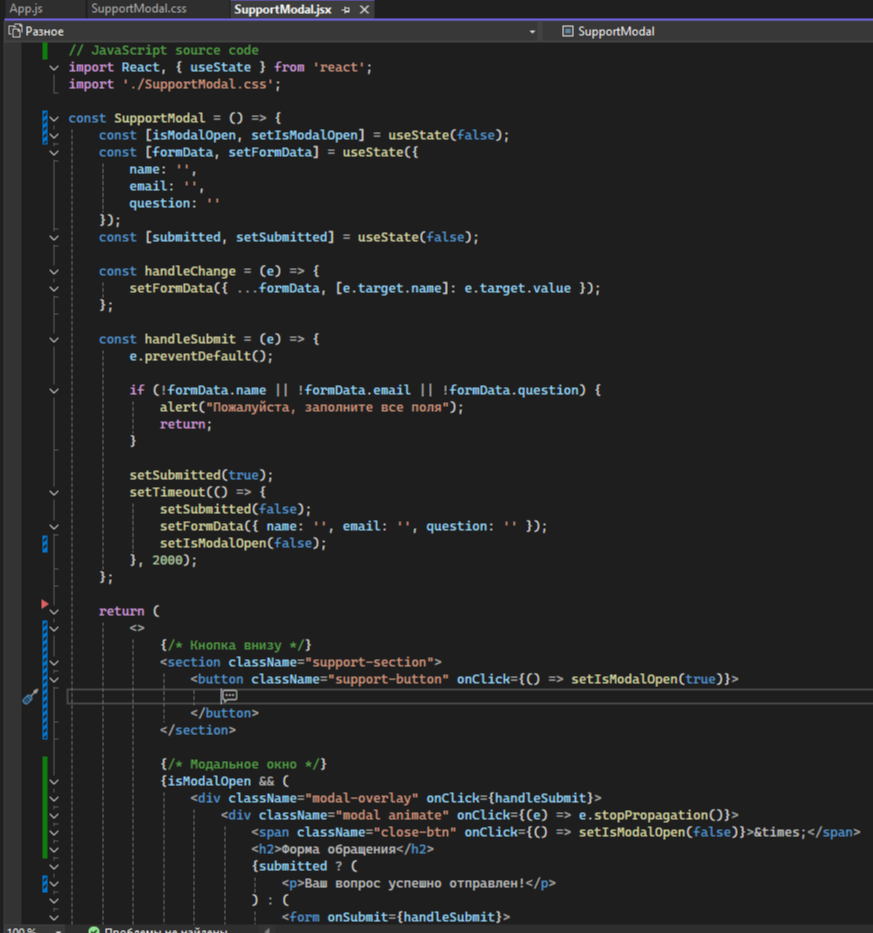 App.js SupportModal.css SupportModal.jsx
Разное SupportModal
// JavaScript source code
import React, { useState } from 'react';
import './SupportModal.css';
const SupportModal = () => {
const [isModalOpen, setIsModalOpen] = useState(false);
const [formData, setFormData] = useState({
name: '',
email: '',
question: ''
});
const [submitted, setSubmitted] = useState(false);
const handleChange = (e) => {
setFormData({ ...formData, [e.target.name]: e.target.value });
};
const handleSubmit = (e) => {
e.preventDefault();
if (!formData.name || !formData.email || !formData.question) {
alert("Пожалуйста, заполните все поля");
return;
}
setSubmitted(true);
setTimeout(() => {
setSubmitted(false);
setFormData({ name: '', email: '', question: '' });
setIsModalOpen(false);
}, 2000);
};
return (
<>
{/* Кнопка внизу */}
<section className="support-section">
<button className="support-button" onClick={() => setIsModalOpen(true)}>
</button>
</section>
{/* Модальное окно */}
{isModalOpen && (
<div className="modal-overlay" onClick={handleSubmit}>
<div className="modal animate" onClick={(e) => e.stopPropagation()}>
<span className="close-btn" onClick={() => setIsModalOpen(false)}>&times;</span>
<h2>Форма обращения</h2>
{submitted ? (
<p>Ваш вопрос успешно отправлен!</p>
) : (
<form onSubmit={handleSubmit}>
100 % Проблемы не найдены